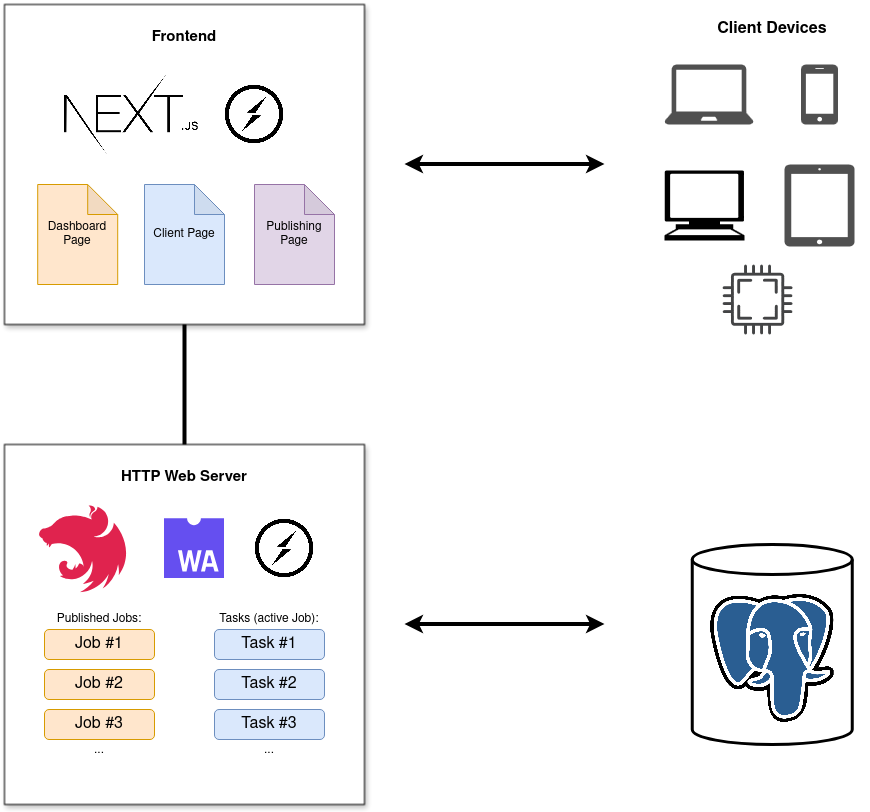 Frontend
Client Devices
NEXT.JS
Dashboard
Page
Client Page
Publishing
Page
HTTP Web Server
WA
Published Jobs:
Tasks (active Job):
Job #1
Task #1
Job #2
Task #2
Job #3
Task #3
...
...